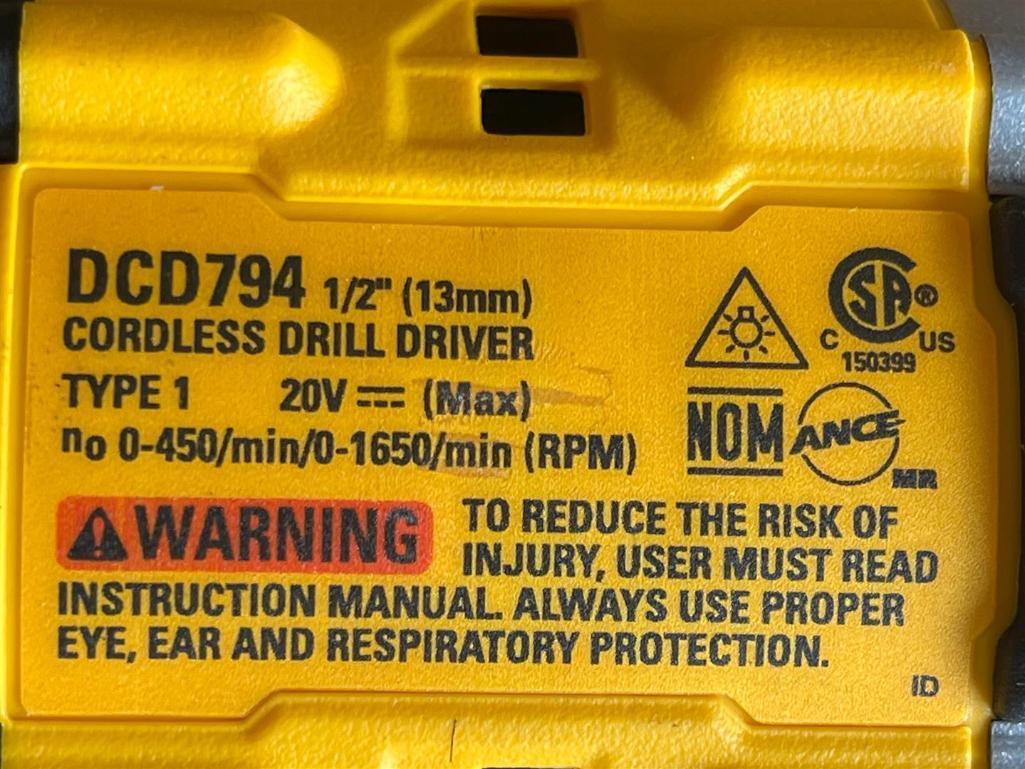 DCD794 1/2" (13mm)
CORDLESS DRILL DRIVER
TYPE 1 20V ⎓ (Max)
no 0-450/min/0-1650/min (RPM)
CSA®
C US
150399
NOM
ANCE
MR
⚠WARNING TO REDUCE THE RISK OF
INJURY, USER MUST READ
INSTRUCTION MANUAL. ALWAYS USE PROPER
EYE, EAR AND RESPIRATORY PROTECTION.
ID